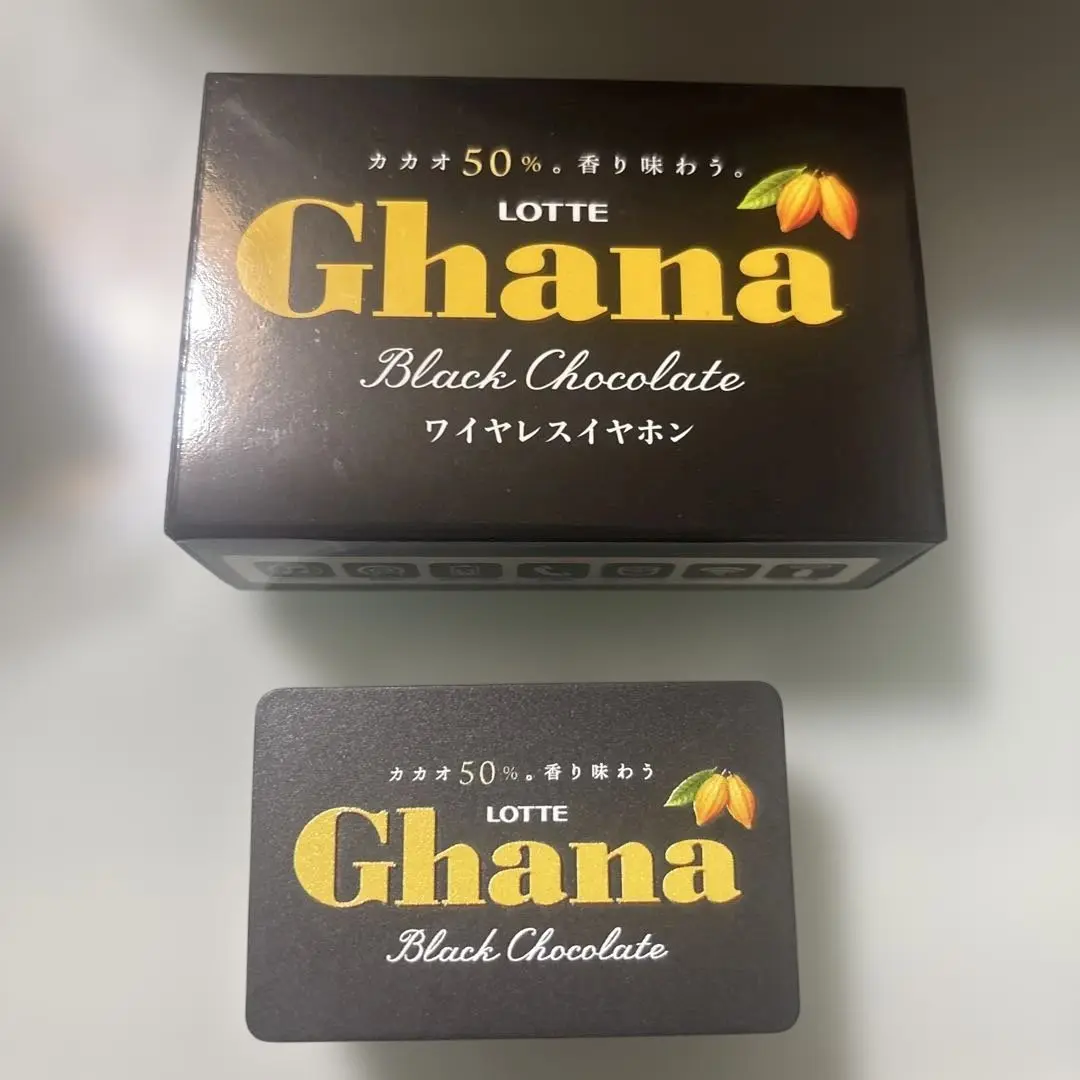 カカオ50%。香り味わう。
LOTTE
Ghana
Black Chocolate
ワイヤレスイヤホン
カカオ50%。香り味わう
LOTTE
Ghana
Black Chocolate